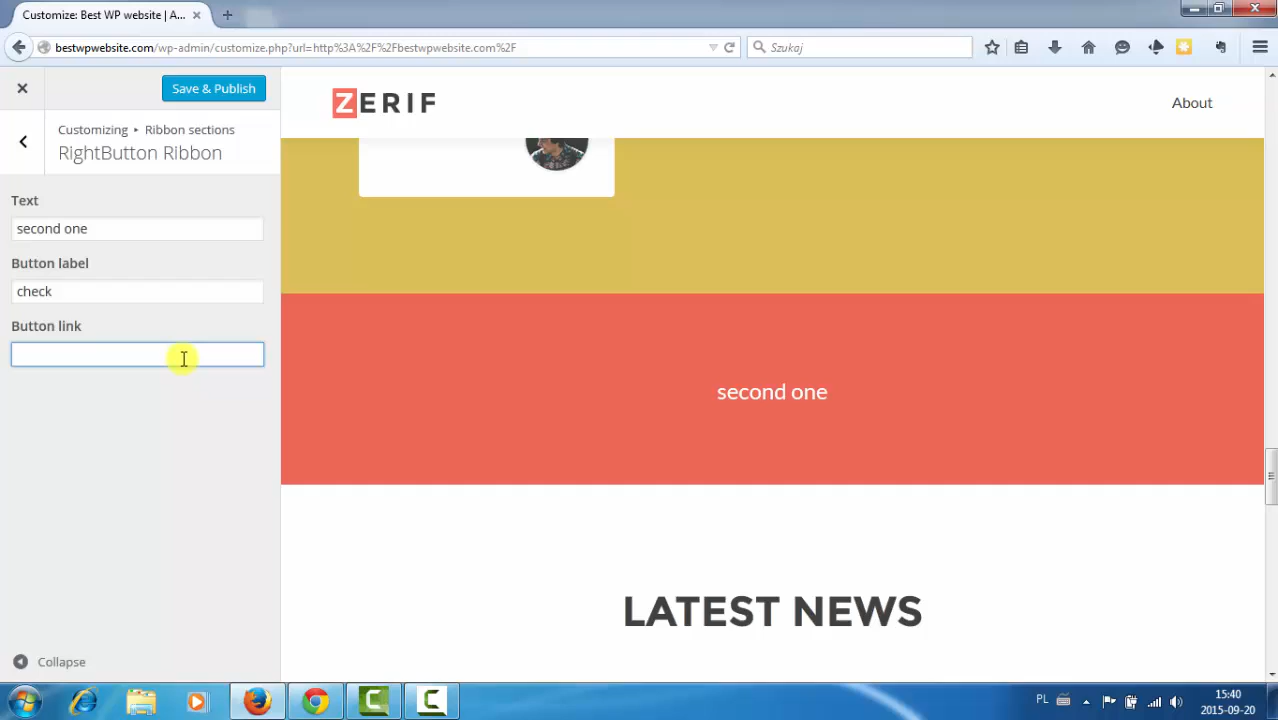 Customize: Best WP website | A...
bestwpwebsite.com/wp-admin/customize.php?url=http%3A%2F%2Fbestwpwebsite.com%2F
Szukaj
Save & Publish
Customizing ▸ Ribbon sections
RightButton Ribbon
Text
second one
Button label
check
Button link
Collapse
ZERIF
About
second one
LATEST NEWS
PL
15:40
2015-09-20